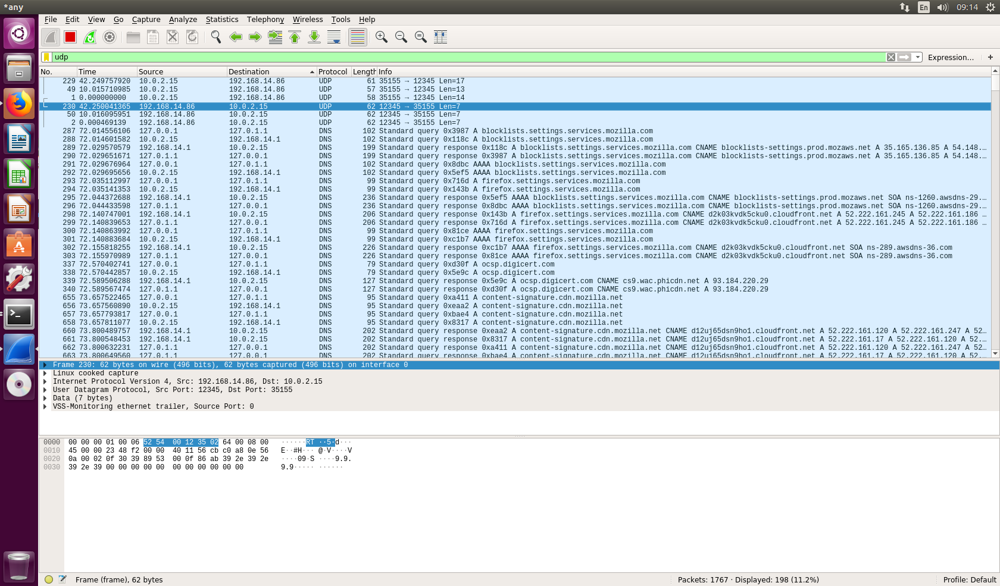 *any
En
09:14
File Edit View Go Capture Analyze Statistics Telephony Wireless Tools Help
udp
Expression... +
No. Time Source Destination Protocol Length Info
229 42.249757920 10.0.2.15 192.168.14.86 UDP 61 35155 → 12345 Len=17
49 10.015710985 10.0.2.15 192.168.14.86 UDP 57 35155 → 12345 Len=13
1 0.000000000 10.0.2.15 192.168.14.86 UDP 58 35155 → 12345 Len=14
230 42.250041365 192.168.14.86 10.0.2.15 UDP 62 12345 → 35155 Len=7
50 10.016095951 192.168.14.86 10.0.2.15 UDP 62 12345 → 35155 Len=7
2 0.000469139 192.168.14.86 10.0.2.15 UDP 62 12345 → 35155 Len=7
287 72.014556106 127.0.0.1 127.0.1.1 DNS 102 Standard query 0x3987 A blocklists.settings.services.mozilla.com
288 72.014601582 10.0.2.15 192.168.14.1 DNS 102 Standard query 0x118c A blocklists.settings.services.mozilla.com
289 72.029570579 192.168.14.1 10.0.2.15 DNS 199 Standard query response 0x118c A blocklists.settings.services.mozilla.com CNAME blocklists-settings.prod.mozaws.net A 35.165.136.85 A 54.148....
290 72.029651671 127.0.1.1 127.0.0.1 DNS 199 Standard query response 0x3987 A blocklists.settings.services.mozilla.com CNAME blocklists-settings.prod.mozaws.net A 35.165.136.85 A 54.148....
291 72.029676964 127.0.0.1 127.0.1.1 DNS 102 Standard query 0x8dbc AAAA blocklists.settings.services.mozilla.com
292 72.029695656 10.0.2.15 192.168.14.1 DNS 102 Standard query 0x5ef5 AAAA blocklists.settings.services.mozilla.com
293 72.035112997 127.0.0.1 127.0.1.1 DNS 99 Standard query 0x716d A firefox.settings.services.mozilla.com
294 72.035141353 10.0.2.15 192.168.14.1 DNS 99 Standard query 0x143b A firefox.settings.services.mozilla.com
295 72.044372688 192.168.14.1 10.0.2.15 DNS 236 Standard query response 0x5ef5 AAAA blocklists.settings.services.mozilla.com CNAME blocklists-settings.prod.mozaws.net SOA ns-1260.awsdns-29....
296 72.044433598 127.0.1.1 127.0.0.1 DNS 236 Standard query response 0x8dbc AAAA blocklists.settings.services.mozilla.com CNAME blocklists-settings.prod.mozaws.net SOA ns-1260.awsdns-29....
298 72.140747001 192.168.14.1 10.0.2.15 DNS 206 Standard query response 0x143b A firefox.settings.services.mozilla.com CNAME d2k03kvdk5cku0.cloudfront.net A 52.222.161.245 A 52.222.161.186 ...
299 72.140839653 127.0.1.1 127.0.0.1 DNS 206 Standard query response 0x716d A firefox.settings.services.mozilla.com CNAME d2k03kvdk5cku0.cloudfront.net A 52.222.161.245 A 52.222.161.186 ...
300 72.140863992 127.0.0.1 127.0.1.1 DNS 99 Standard query 0x81ce AAAA firefox.settings.services.mozilla.com
301 72.140883684 10.0.2.15 192.168.14.1 DNS 99 Standard query 0xc1b7 AAAA firefox.settings.services.mozilla.com
302 72.155818255 192.168.14.1 10.0.2.15 DNS 226 Standard query response 0xc1b7 AAAA firefox.settings.services.mozilla.com CNAME d2k03kvdk5cku0.cloudfront.net SOA ns-289.awsdns-36.com
303 72.155970989 127.0.1.1 127.0.0.1 DNS 226 Standard query response 0x81ce AAAA firefox.settings.services.mozilla.com CNAME d2k03kvdk5cku0.cloudfront.net SOA ns-289.awsdns-36.com
337 72.570402741 127.0.0.1 127.0.1.1 DNS 79 Standard query 0xd30f A ocsp.digicert.com
338 72.570442857 10.0.2.15 192.168.14.1 DNS 79 Standard query 0x5e9c A ocsp.digicert.com
339 72.589506288 192.168.14.1 10.0.2.15 DNS 127 Standard query response 0x5e9c A ocsp.digicert.com CNAME cs9.wac.phicdn.net A 93.184.220.29
340 72.589567474 127.0.1.1 127.0.0.1 DNS 127 Standard query response 0xd30f A ocsp.digicert.com CNAME cs9.wac.phicdn.net A 93.184.220.29
655 73.657522465 127.0.0.1 127.0.1.1 DNS 95 Standard query 0xa411 A content-signature.cdn.mozilla.net
656 73.657560890 10.0.2.15 192.168.14.1 DNS 95 Standard query 0xeaa2 A content-signature.cdn.mozilla.net
657 73.657793817 127.0.0.1 127.0.1.1 DNS 95 Standard query 0xbae4 A content-signature.cdn.mozilla.net
658 73.657811077 10.0.2.15 192.168.14.1 DNS 95 Standard query 0x8317 A content-signature.cdn.mozilla.net
660 73.800489757 192.168.14.1 10.0.2.15 DNS 202 Standard query response 0xeaa2 A content-signature.cdn.mozilla.net CNAME d12uj65dsn9ho1.cloudfront.net A 52.222.161.120 A 52.222.161.247 A 52...
661 73.800548453 192.168.14.1 10.0.2.15 DNS 202 Standard query response 0x8317 A content-signature.cdn.mozilla.net CNAME d12uj65dsn9ho1.cloudfront.net A 52.222.161.17 A 52.222.161.120 A 52....
662 73.800632231 127.0.1.1 127.0.0.1 DNS 202 Standard query response 0xa411 A content-signature.cdn.mozilla.net CNAME d12uj65dsn9ho1.cloudfront.net A 52.222.161.120 A 52.222.161.247 A 52...
663 73.800649560 127.0.1.1 127.0.0.1 DNS 202 Standard query response 0xbae4 A content-signature.cdn.mozilla.net CNAME d12uj65dsn9ho1.cloudfront.net A 52.222.161.17 A 52.222.161.120 A 52....
Frame 230: 62 bytes on wire (496 bits), 62 bytes captured (496 bits) on interface 0
Linux cooked capture
Internet Protocol Version 4, Src: 192.168.14.86, Dst: 10.0.2.15
User Datagram Protocol, Src Port: 12345, Dst Port: 35155
Data (7 bytes)
VSS-Monitoring ethernet trailer, Source Port: 0
0000 00 00 00 01 00 06 52 54 00 12 35 02 64 00 08 00 ······RT ··5·d···
0010 45 00 00 23 48 f2 00 00 40 11 56 cb c0 a8 0e 56 E··#H··· @·V····V
0020 0a 00 02 0f 30 39 89 53 00 0f 86 ab 39 2e 39 2e ····09·S ····9.9.
0030 39 2e 39 00 00 00 00 00 00 00 00 00 00 00 9.9····· ······
Frame (frame), 62 bytes
Packets: 1767 · Displayed: 198 (11.2%)
Profile: Default